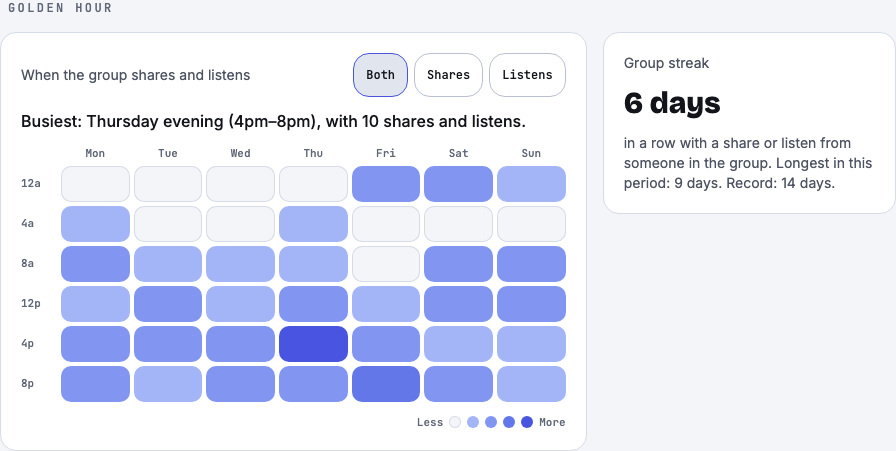 GOLDEN HOUR
When the group shares and listens
Both
Shares
Listens
Busiest: Thursday evening (4pm–8pm), with 10 shares and listens.
Mon Tue Wed Thu Fri Sat Sun
12a
4a
8a
12p
4p
8p
Less More
Group streak
6 days
in a row with a share or listen from
someone in the group. Longest in this
period: 9 days. Record: 14 days.